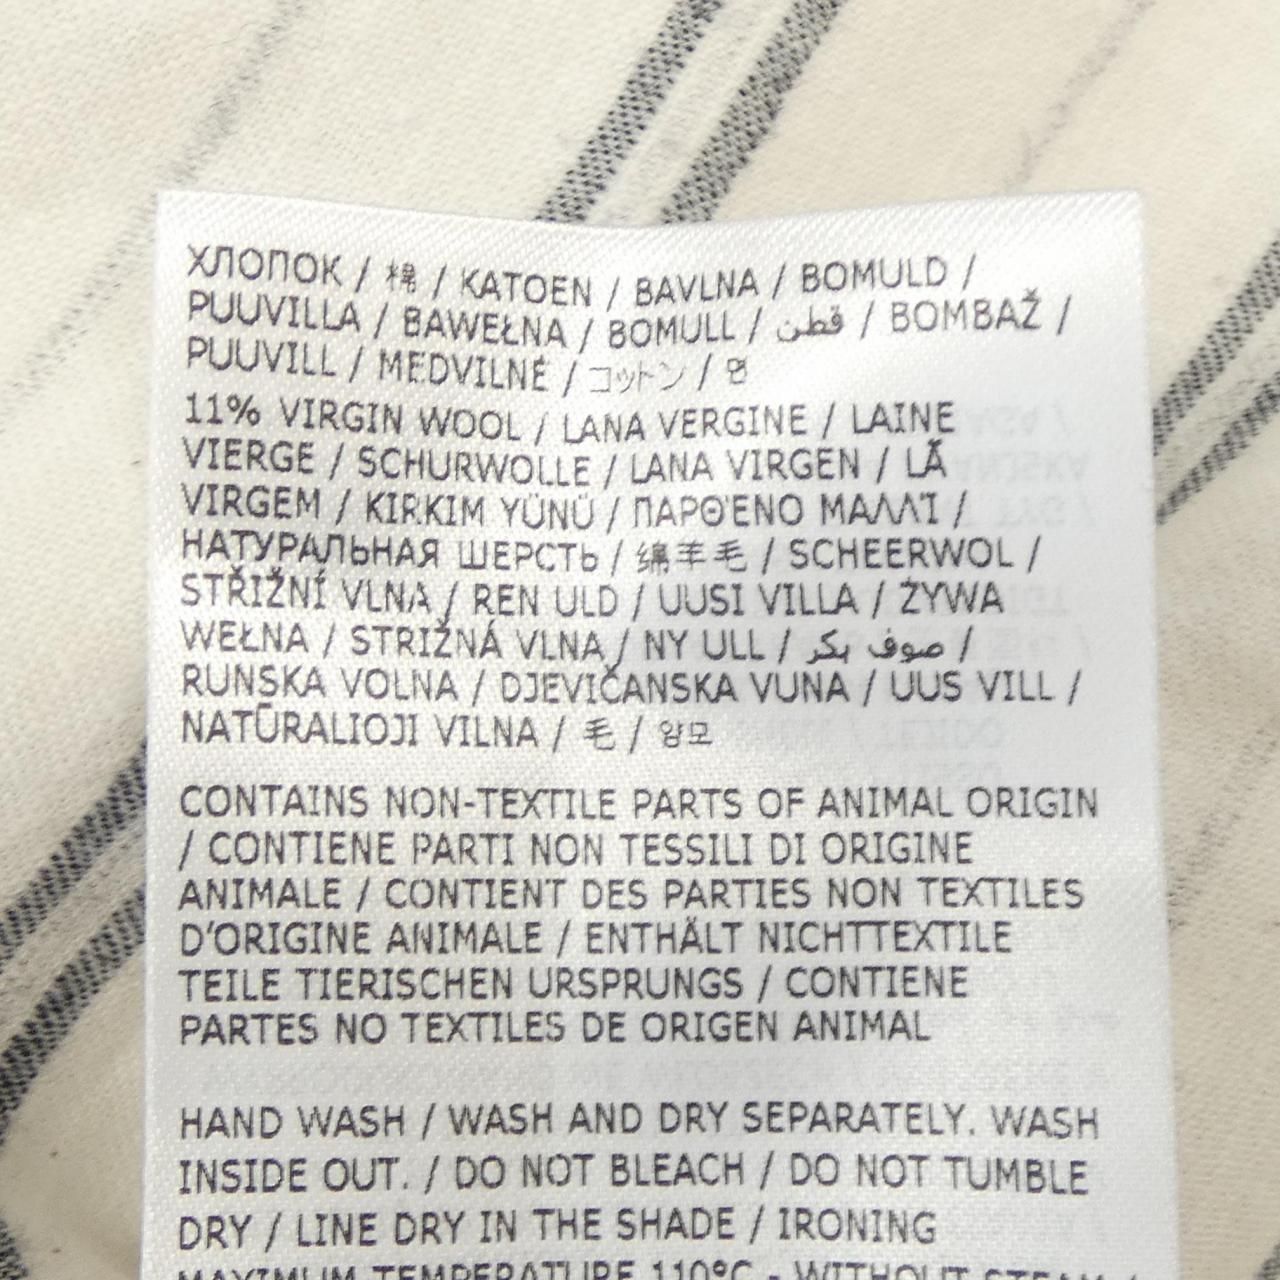 ХЛОПОК / 棉 / KATOEN / BAVLNA / BOMULD /
PUUVILLA / BAWEŁNA / BOMULL / قطن / BOMBAŽ /
PUUVILL / MEDVILNĖ / コットン / 면
11% VIRGIN WOOL / LANA VERGINE / LAINE
VIERGE / SCHURWOLLE / LANA VIRGEN / LÃ
VIRGEM / KIRKIM YÜNÜ / ΠΑΡΘΈΝΟ ΜΑΛΛΊ /
НАТУРАЛЬНАЯ ШЕРСТЬ / 绵羊毛 / SCHEERWOL /
STŘIŽNÍ VLNA / REN ULD / UUSI VILLA / ŻYWA
WEŁNA / STRIŽNÁ VLNA / NY ULL / صوف بكر /
RUNSKA VOLNA / DJEVIČANSKA VUNA / UUS VILL /
NATŪRALIOJI VILNA / 毛 / 양모
CONTAINS NON-TEXTILE PARTS OF ANIMAL ORIGIN
/ CONTIENE PARTI NON TESSILI DI ORIGINE
ANIMALE / CONTIENT DES PARTIES NON TEXTILES
D'ORIGINE ANIMALE / ENTHÄLT NICHTTEXTILE
TEILE TIERISCHEN URSPRUNGS / CONTIENE
PARTES NO TEXTILES DE ORIGEN ANIMAL
HAND WASH / WASH AND DRY SEPARATELY. WASH
INSIDE OUT. / DO NOT BLEACH / DO NOT TUMBLE
DRY / LINE DRY IN THE SHADE / IRONING
MAXIMUM TEMPERATURE 110°C - WITHOUT STEAM